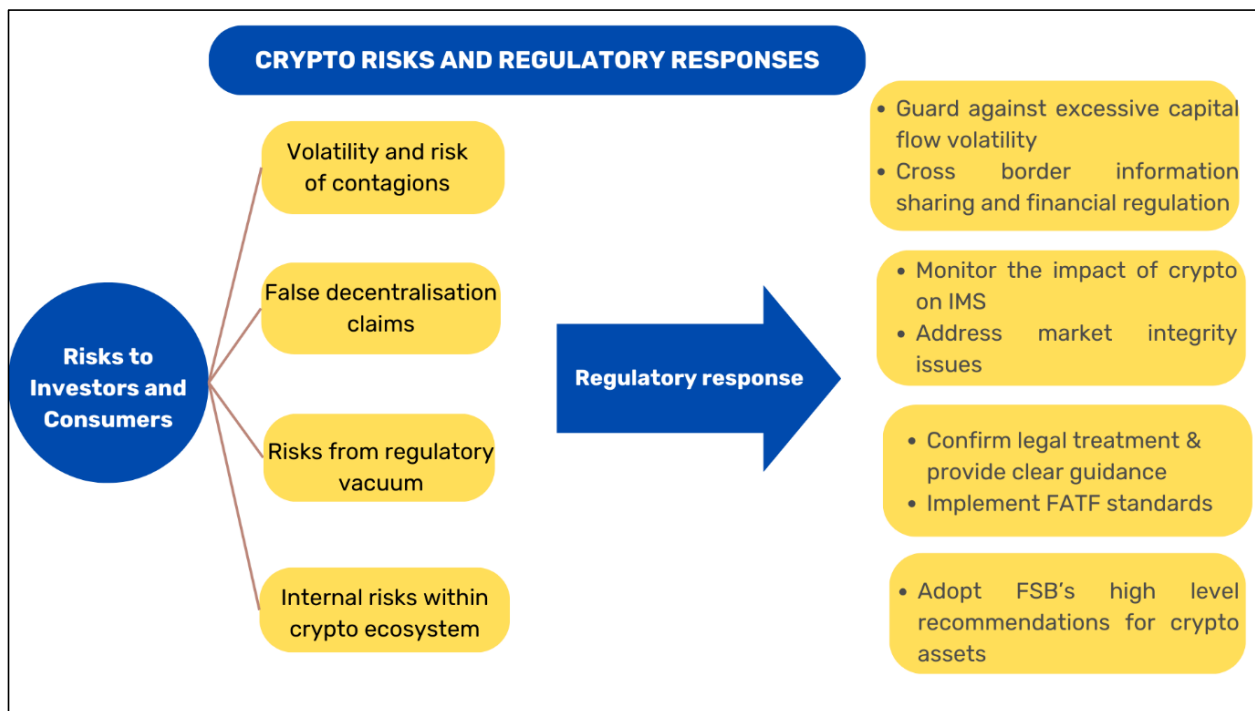 CRYPTO RISKS AND REGULATORY RESPONSES
Risks to
Investors and
Consumers
Volatility and risk
of contagions
False decentralisation
claims
Risks from regulatory
vacuum
Internal risks within
crypto ecosystem
Regulatory response
• Guard against excessive capital
flow volatility
• Cross border information
sharing and financial regulation
• Monitor the impact of crypto
on IMS
• Address market integrity
issues
• Confirm legal treatment &
provide clear guidance
• Implement FATF standards
• Adopt FSB's high level
recommendations for crypto
assets